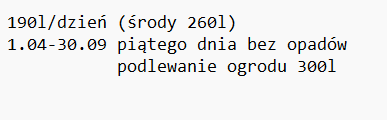 190l/dzień (środy 260l)
1.04-30.09 piątego dnia bez opadów
podlewanie ogrodu 300l